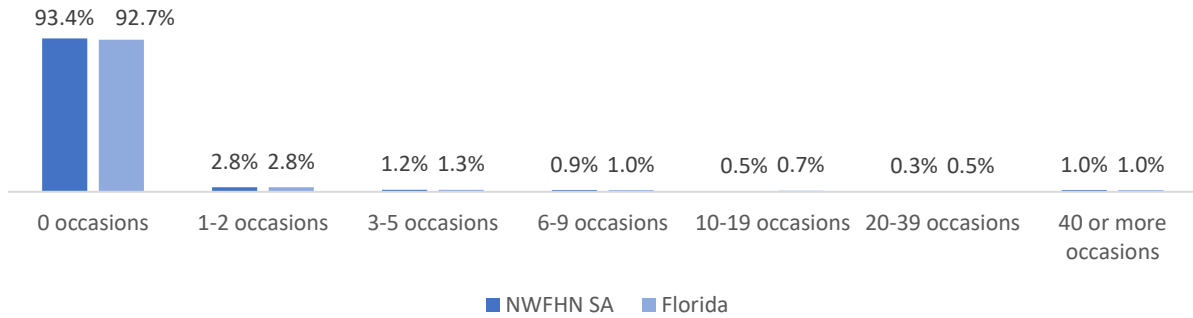 93.4% 92.7%
2.8% 2.8% 1.2% 1.3% 0.9% 1.0% 0.5% 0.7% 0.3% 0.5% 1.0% 1.0%
0 occasions 1-2 occasions 3-5 occasions 6-9 occasions 10-19 occasions 20-39 occasions 40 or more
occasions
NWFHN SA Florida